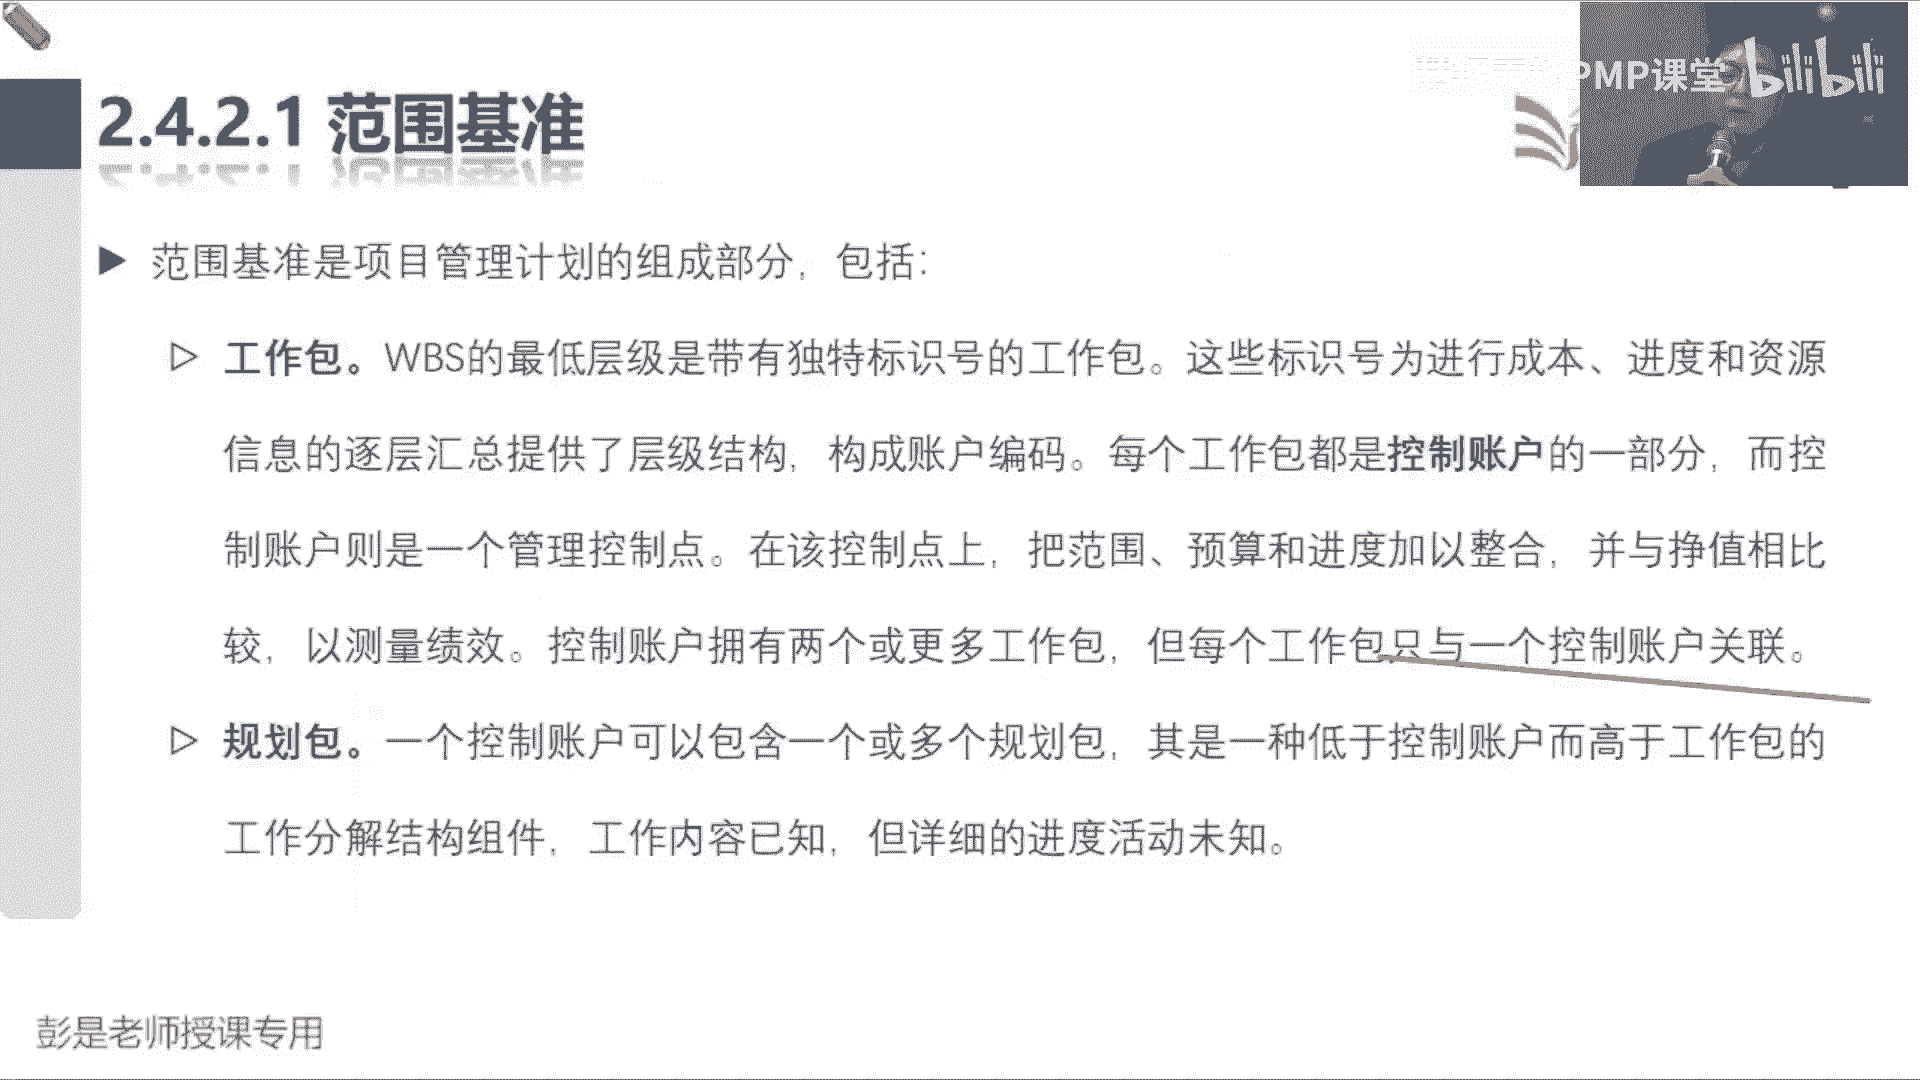 PMP课堂 bilibili
2.4.2.1 范围基准
范围基准是项目管理计划的组成部分，包括：
工作包。WBS的最低层级是带有独特标识号的工作包。这些标识号为进行成本、进度和资源
信息的逐层汇总提供了层级结构，构成账户编码。每个工作包都是控制账户的一部分，而控
制账户则是一个管理控制点。在该控制点上，把范围、预算和进度加以整合，并与挣值相比
较，以测量绩效。控制账户拥有两个或更多工作包，但每个工作包只与一个控制账户关联。
规划包。一个控制账户可以包含一个或多个规划包，其是一种低于控制账户而高于工作包的
工作分解结构组件，工作内容已知，但详细的进度活动未知。
彭是老师授课专用